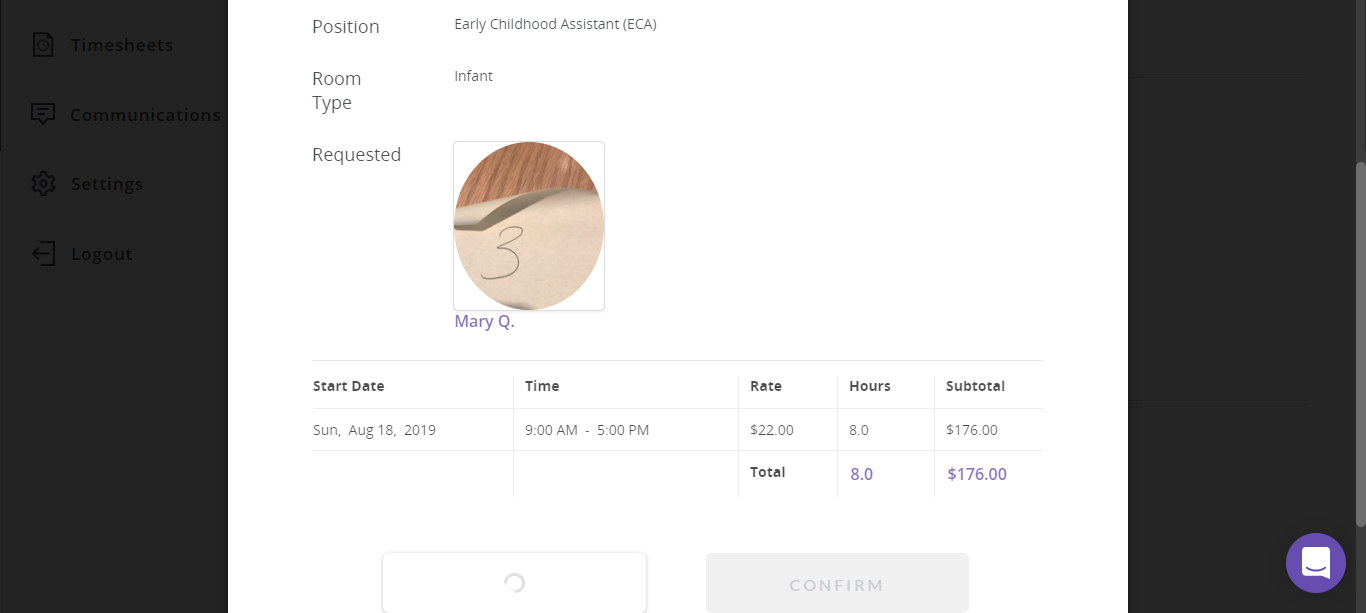 Timesheets
Communications
Settings
Logout
Position Early Childhood Assistant (ECA)
Room Type Infant
Requested
3
Mary Q.
Start Date Time Rate Hours Subtotal
Sun, Aug 18, 2019 9:00 AM - 5:00 PM $22.00 8.0 $176.00
Total 8.0 $176.00
CONFIRM